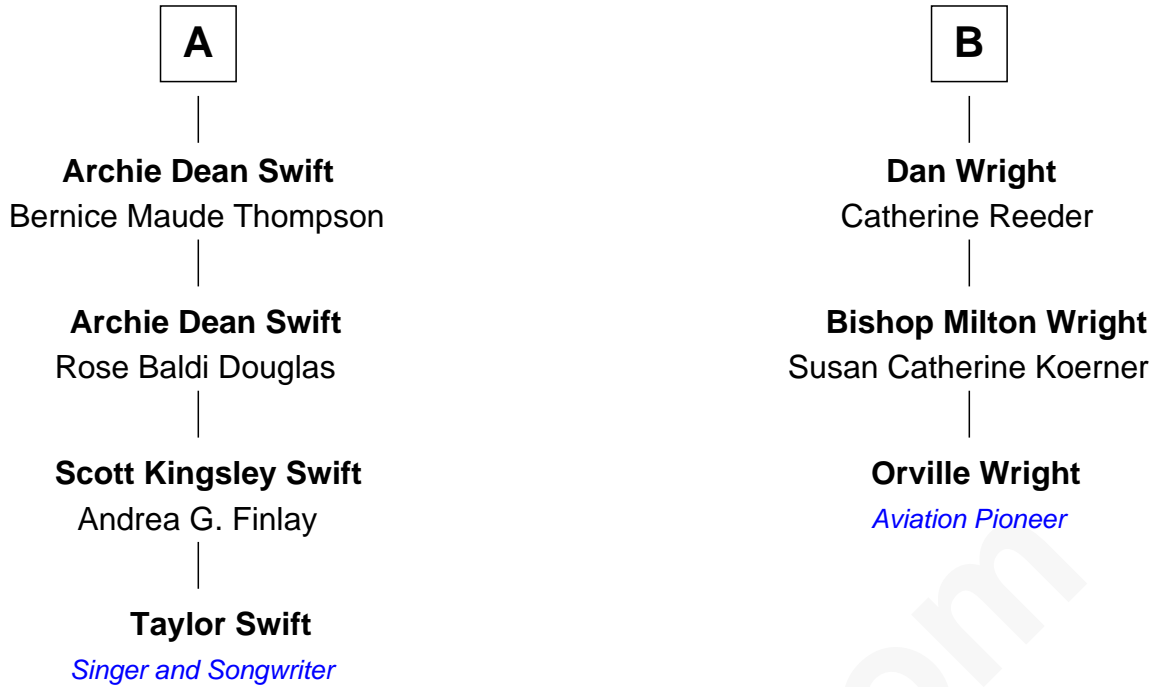 A
Archie Dean Swift
Bernice Maude Thompson
Archie Dean Swift
Rose Baldi Douglas
Scott Kingsley Swift
Andrea G. Finlay
Taylor Swift
Singer and Songwriter
B
Dan Wright
Catherine Reeder
Bishop Milton Wright
Susan Catherine Koerner
Orville Wright
Aviation Pioneer
om